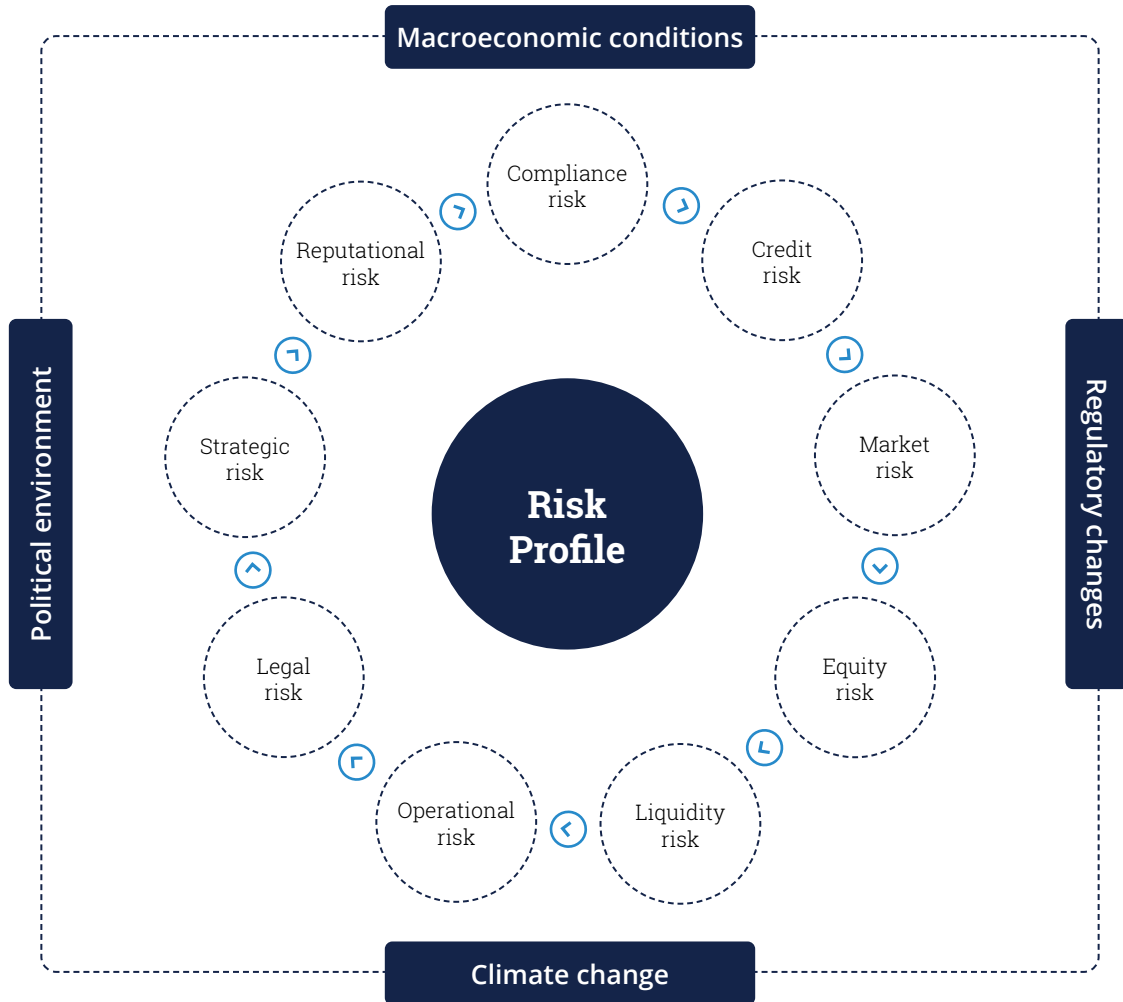 Macroeconomic conditions
Compliance
risk
Reputational
risk
Credit
risk
Strategic
risk
Market
risk
Risk
Profile
Political environment
Regulatory changes
Legal
risk
Equity
risk
Operational
risk
Liquidity
risk
Climate change